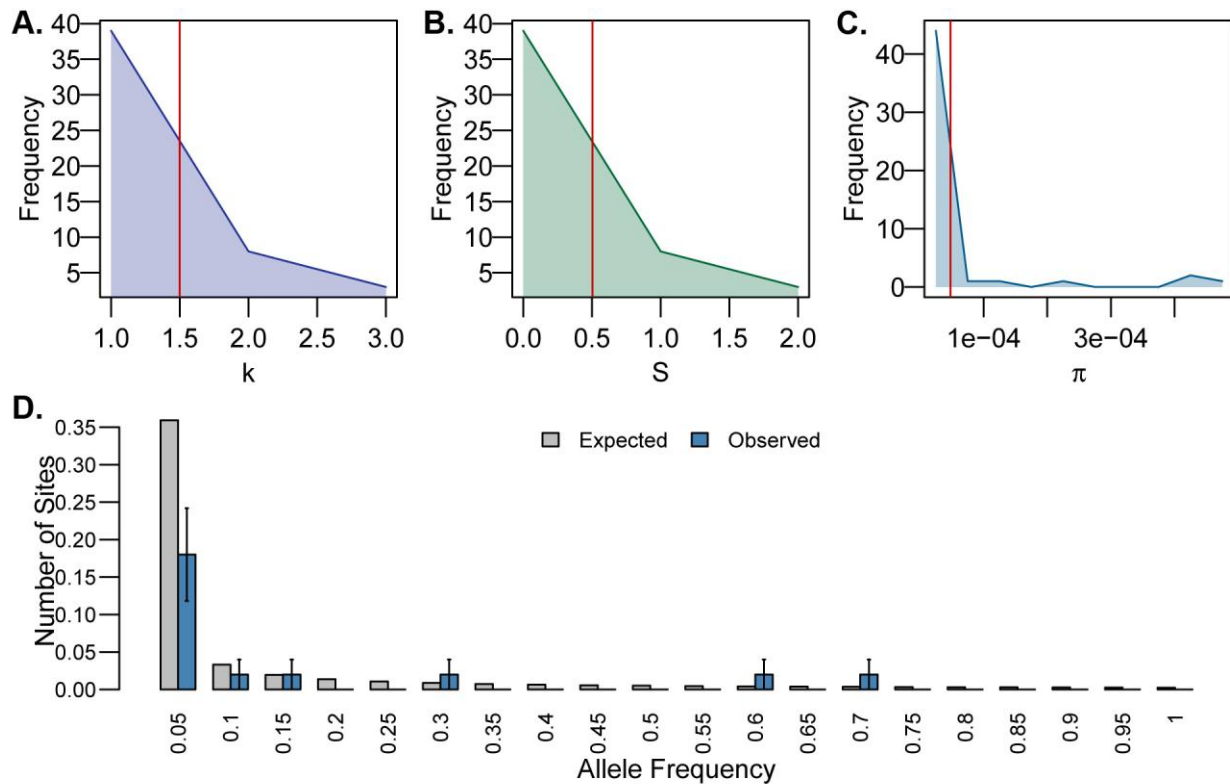 A.
Frequency
40
35
30
25
20
15
10
5
1.0 1.5 2.0 2.5 3.0
k
B.
Frequency
40
35
30
25
20
15
10
5
0.0 0.5 1.0 1.5 2.0
S
C.
Frequency
40
30
20
10
0
1e−04 3e−04
π
D.
Number of Sites
0.35
0.30
0.25
0.20
0.15
0.10
0.05
0.00
Expected Observed
0.05 0.1 0.15 0.2 0.25 0.3 0.35 0.4 0.45 0.5 0.55 0.6 0.65 0.7 0.75 0.8 0.85 0.9 0.95 1
Allele Frequency